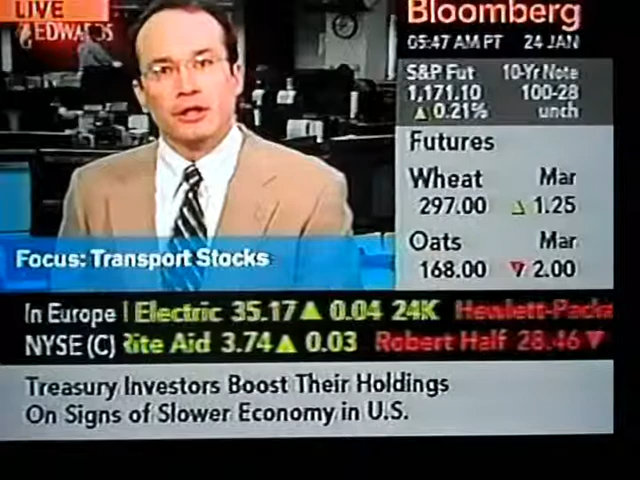 LIVE
EDWARDS
Bloomberg
05:47 AM PT 24 JAN
S&P Fut 10-Yr Note
1,171.10 100-28
▲ 0.21% unch
Futures
Wheat Mar
297.00 ▲ 1.25
Oats Mar
168.00 ▼ 2.00
Focus: Transport Stocks
In Europe l Electric 35.17▲ 0.04 24K Hewlett-Packa
NYSE (C) Rite Aid 3.74▲ 0.03 Robert Half 28.46▼
Treasury Investors Boost Their Holdings
On Signs of Slower Economy in U.S.